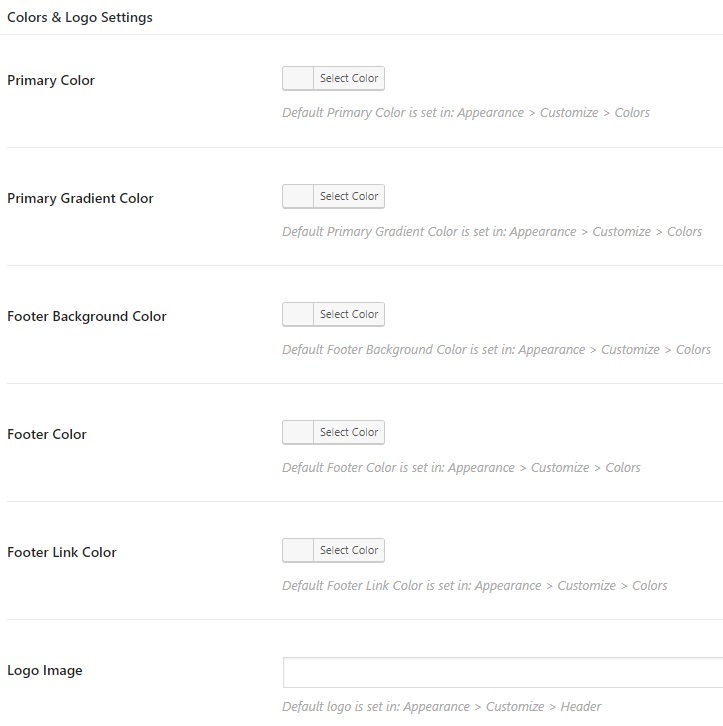 Colors & Logo Settings
Primary Color
Select Color
Default Primary Color is set in: Appearance > Customize > Colors
Primary Gradient Color
Select Color
Default Primary Gradient Color is set in: Appearance > Customize > Colors
Footer Background Color
Select Color
Default Footer Background Color is set in: Appearance > Customize > Colors
Footer Color
Select Color
Default Footer Color is set in: Appearance > Customize > Colors
Footer Link Color
Select Color
Default Footer Link Color is set in: Appearance > Customize > Colors
Logo Image
Default logo is set in: Appearance > Customize > Header